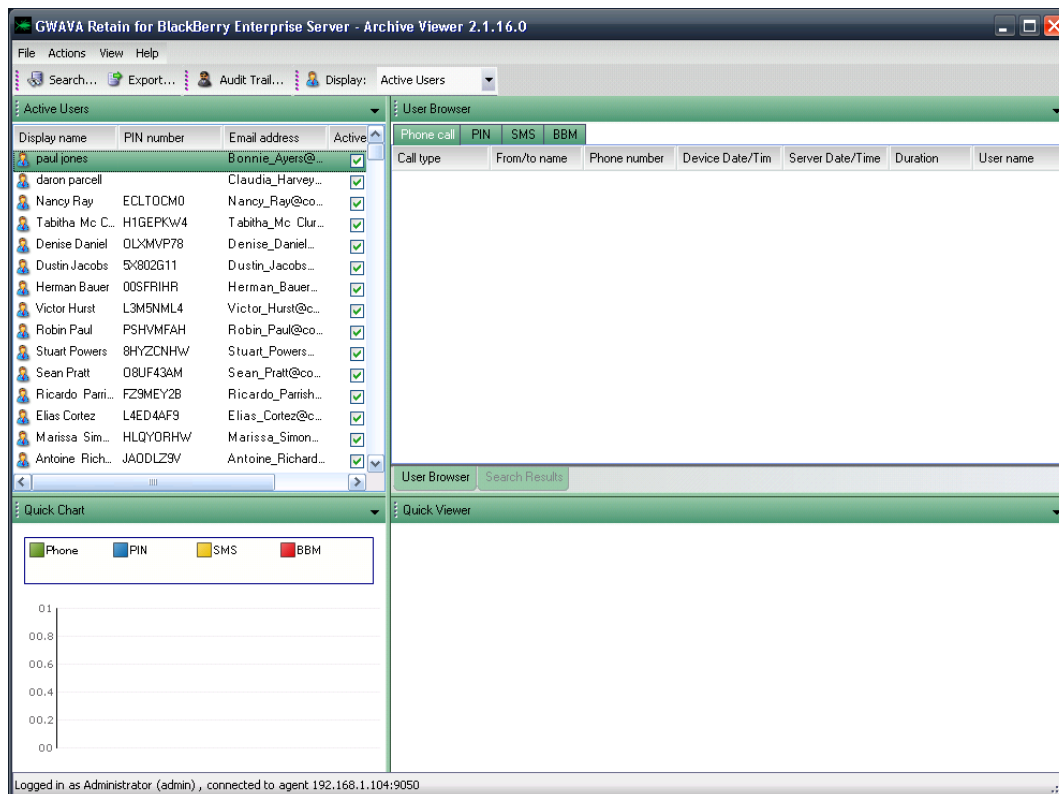 GWAVA Retain for BlackBerry Enterprise Server - Archive Viewer 2.1.16.0
File Actions View Help
Search... Export... Audit Trail... Display: Active Users
Active Users
Display name PIN number Email address Active
paul jones Bonnie_Ayers@...
daron parcell Claudia_Harvey...
Nancy Ray ECLTOCM0 Nancy_Ray@co...
Tabitha Mc C... H1GEPKW4 Tabitha_Mc Clur...
Denise Daniel OLXMVP78 Denise_Daniel...
Dustin Jacobs 5X802G11 Dustin_Jacobs...
Herman Bauer 00SFRIHR Herman_Bauer...
Victor Hurst L3M5NML4 Victor_Hurst@c...
Robin Paul PSHVMFAH Robin_Paul@co...
Stuart Powers 8HYZCNHW Stuart_Powers...
Sean Pratt O8UF43AM Sean_Pratt@co...
Ricardo Parri... FZ9MEY2B Ricardo_Parrish...
Elias Cortez L4ED4AF9 Elias_Cortez@c...
Marissa Sim... HLQYORHW Marissa_Simon...
Antoine Rich... JAODLZ9V Antoine_Richard...
User Browser
Phone call PIN SMS BBM
Call type From/to name Phone number Device Date/Tim Server Date/Time Duration User name
User Browser Search Results
Quick Chart
Phone PIN SMS BBM
01
00.8
00.6
00.4
00.2
00
Quick Viewer
Logged in as Administrator (admin) , connected to agent 192.168.1.104:9050